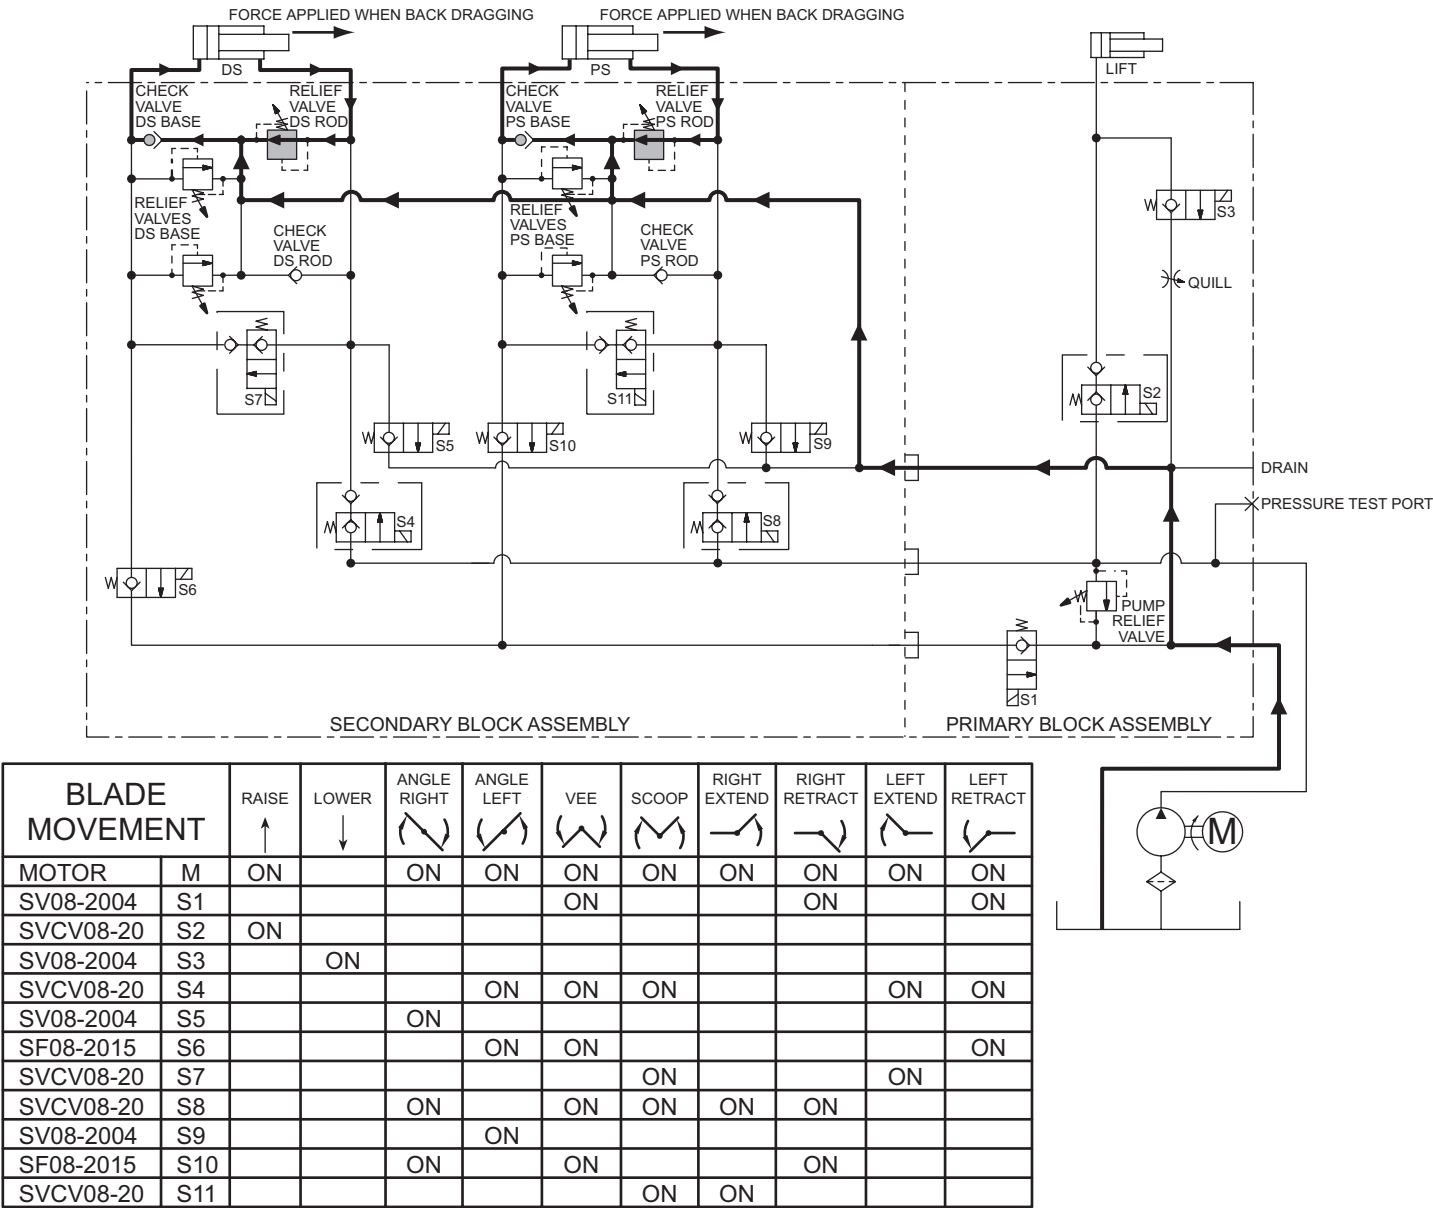 FORCE APPLIED WHEN BACK DRAGGING
FORCE APPLIED WHEN BACK DRAGGING
DS
PS
LIFT
CHECK
VALVE
DS BASE
RELIEF
VALVE
DS ROD
CHECK
VALVE
PS BASE
RELIEF
VALVE
PS ROD
RELIEF
VALVES
DS BASE
CHECK
VALVE
DS ROD
RELIEF
VALVES
PS BASE
CHECK
VALVE
PS ROD
S3
QUILL
S7
S11
S2
S5
S10
S9
DRAIN
PRESSURE TEST PORT
S4
S8
S6
PUMP
RELIEF
VALVE
S1
SECONDARY BLOCK ASSEMBLY
PRIMARY BLOCK ASSEMBLY
M
BLADE
MOVEMENT
RAISE
LOWER
ANGLE
RIGHT
ANGLE
LEFT
VEE
SCOOP
RIGHT
EXTEND
RIGHT
RETRACT
LEFT
EXTEND
LEFT
RETRACT
MOTOR M ON ON ON ON ON ON ON ON ON
SV08-2004 S1 ON ON ON
SVCV08-20 S2 ON
SV08-2004 S3 ON
SVCV08-20 S4 ON ON ON ON ON
SV08-2004 S5 ON
SF08-2015 S6 ON ON ON
SVCV08-20 S7 ON ON
SVCV08-20 S8 ON ON ON ON ON
SV08-2004 S9 ON
SF08-2015 S10 ON ON ON
SVCV08-20 S11 ON ON